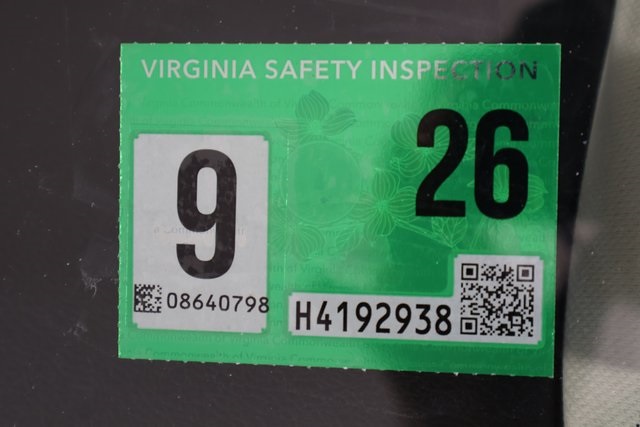 VIRGINIA SAFETY INSPECTION
9
26
08640798
H4192938